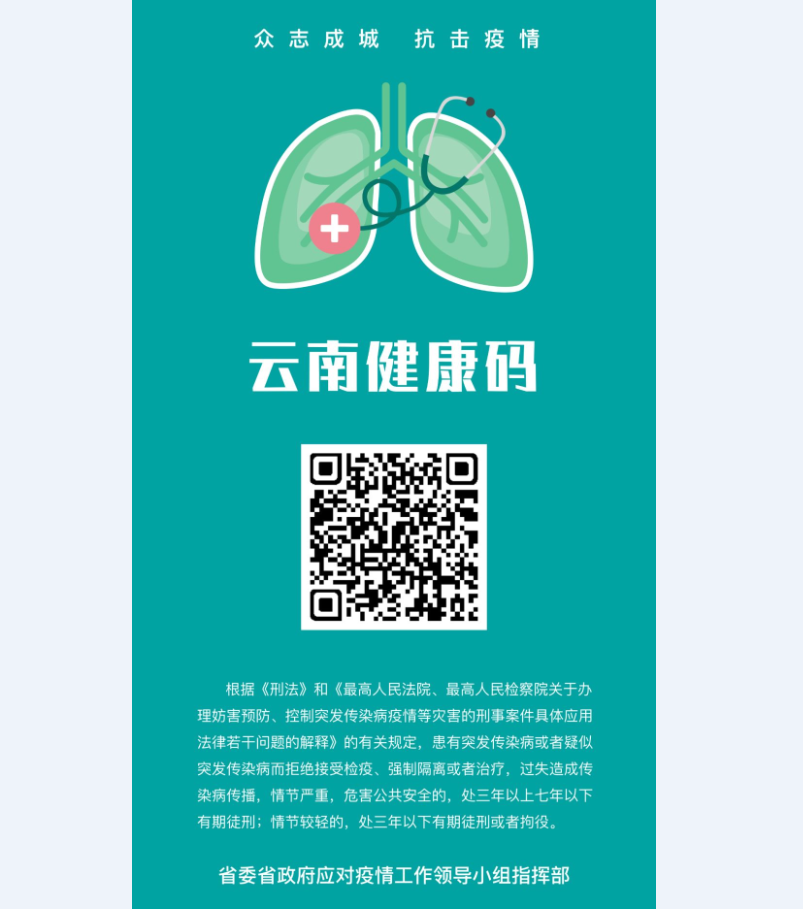 众志成城 抗击疫情
云南健康码
根据《刑法》和《最高人民法院、最高人民检察院关于办
理妨害预防、控制突发传染病疫情等灾害的刑事案件具体应用
法律若干问题的解释》的有关规定，患有突发传染病或者疑似
突发传染病而拒绝接受检疫、强制隔离或者治疗，过失造成传
染病传播，情节严重，危害公共安全的，处三年以上七年以下
有期徒刑；情节较轻的，处三年以下有期徒刑或者拘役。
省委省政府应对疫情工作领导小组指挥部